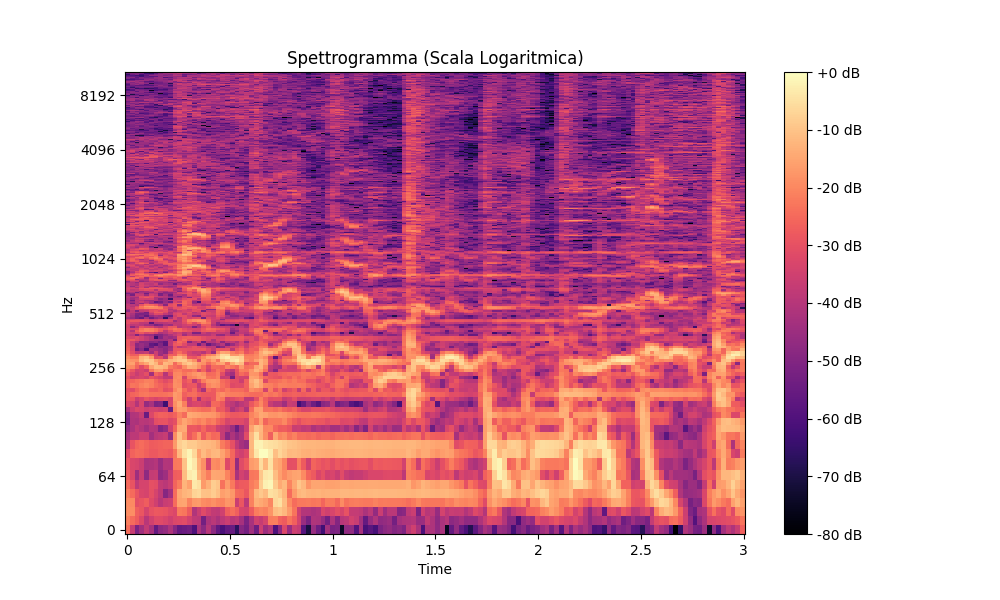 Spettrogramma (Scala Logaritmica)
8192
4096
2048
1024
512
256
128
64
0
Hz
0
0.5
1
1.5
2
2.5
3
Time
+0 dB
-10 dB
-20 dB
-30 dB
-40 dB
-50 dB
-60 dB
-70 dB
-80 dB